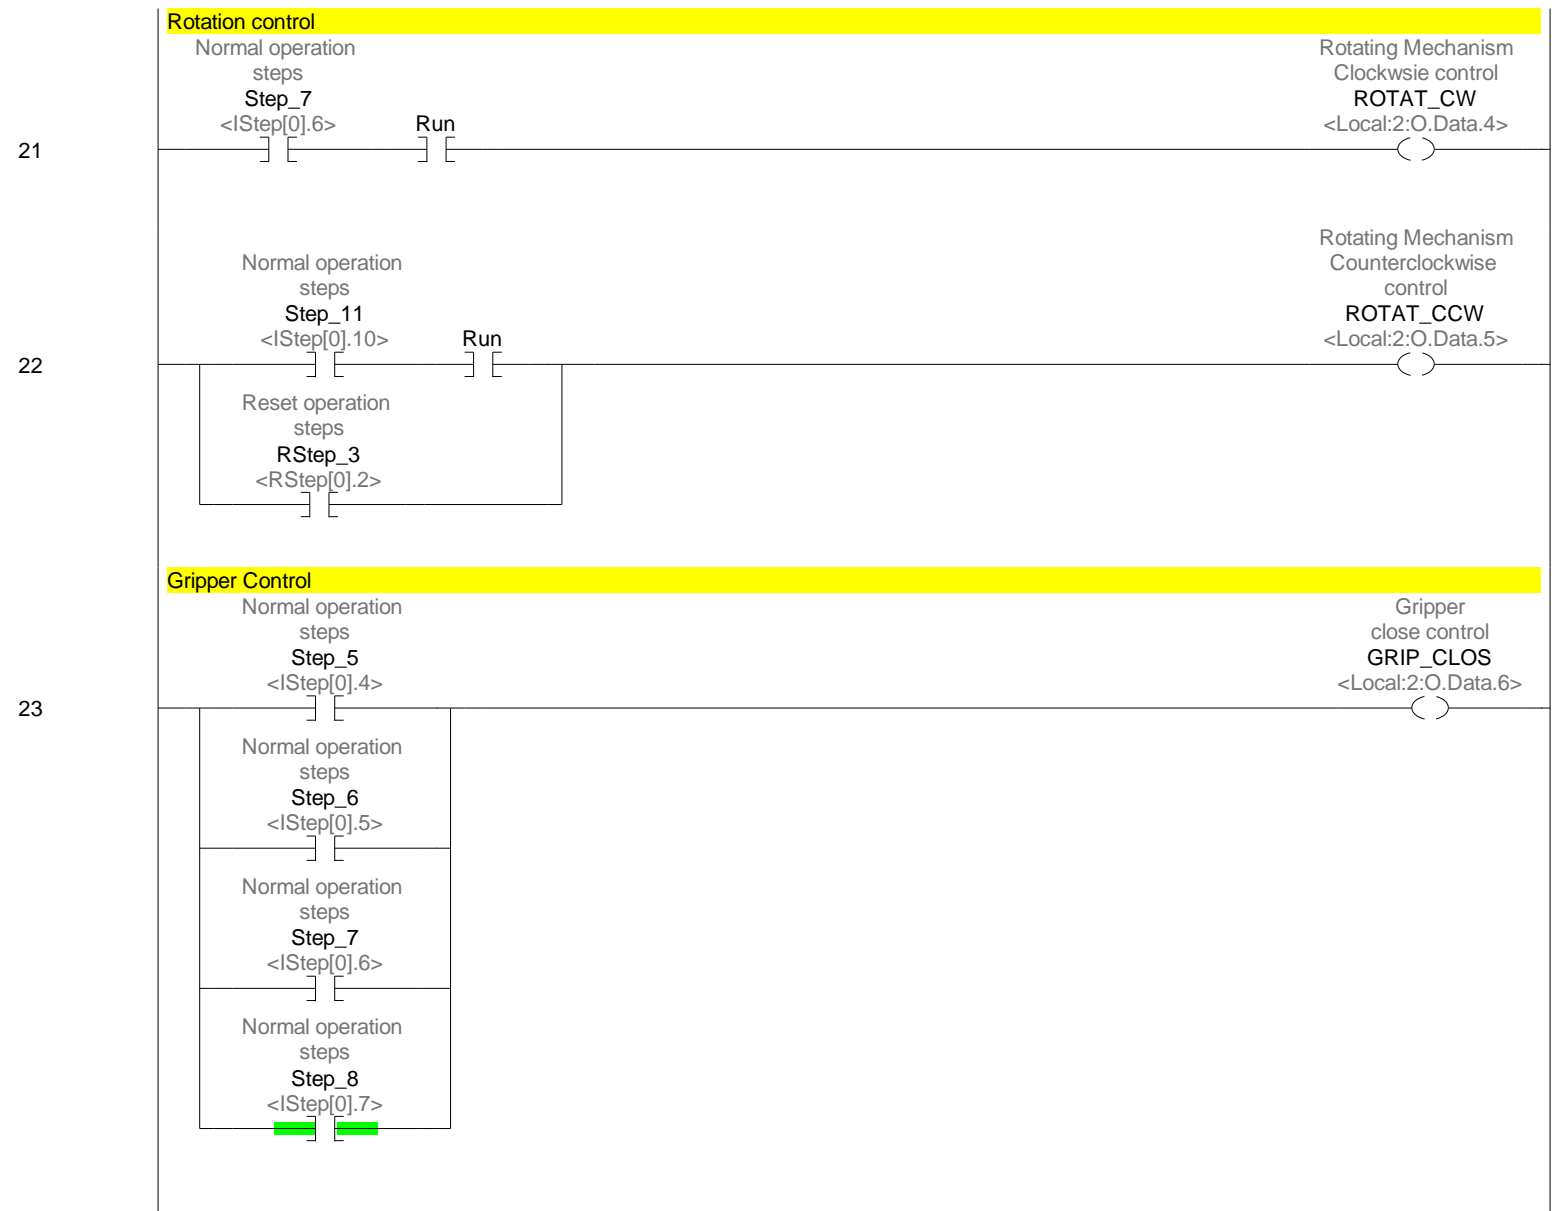 Rotation control
Normal operation
steps
Step_7
<IStep[0].6>
Run
Rotating Mechanism
Clockwsie control
ROTAT_CW
<Local:2:O.Data.4>
21
Normal operation
steps
Step_11
<IStep[0].10>
Run
Rotating Mechanism
Counterclockwise
control
ROTAT_CCW
<Local:2:O.Data.5>
22
Reset operation
steps
RStep_3
<RStep[0].2>
Gripper Control
Normal operation
steps
Step_5
<IStep[0].4>
Gripper
close control
GRIP_CLOS
<Local:2:O.Data.6>
23
Normal operation
steps
Step_6
<IStep[0].5>
Normal operation
steps
Step_7
<IStep[0].6>
Normal operation
steps
Step_8
<IStep[0].7>